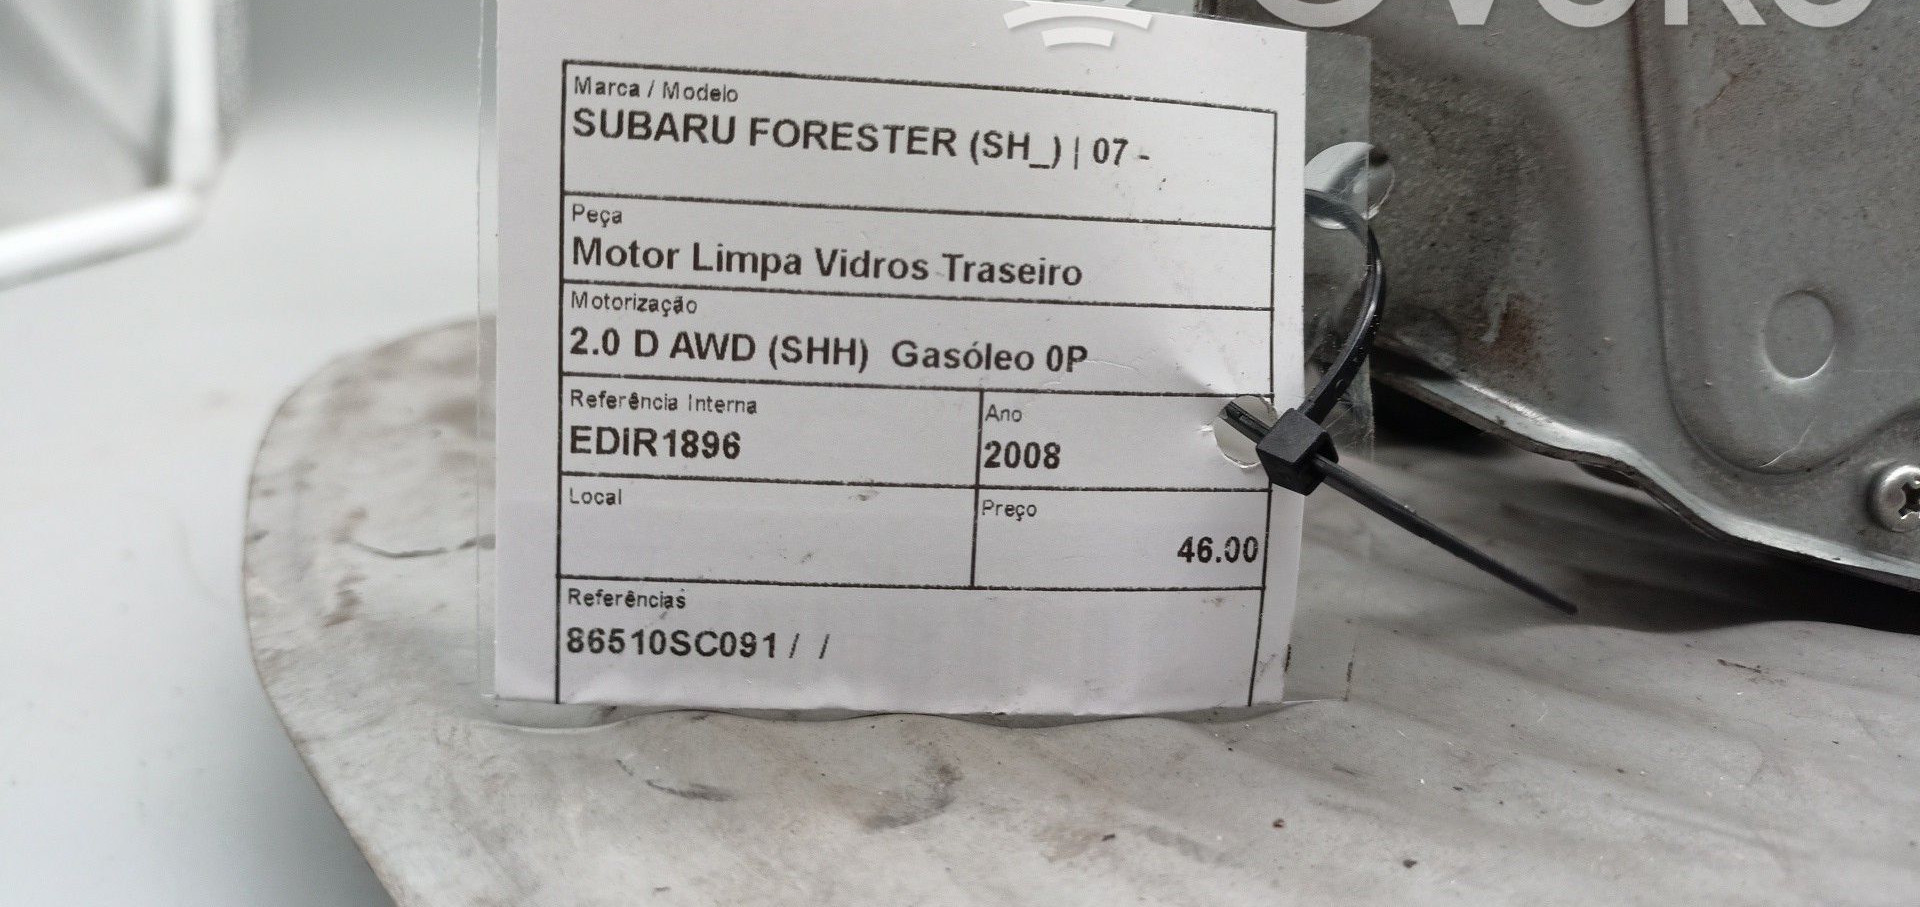 Marca / Modelo
SUBARU FORESTER (SH_) | 07 -
Peça
Motor Limpa Vidros Traseiro
Motorização
2.0 D AWD (SHH) Gasóleo 0P
Referência Interna
EDIR1896
Ano
2008
Local
Preço
46.00
Referências
86510SC091 / /